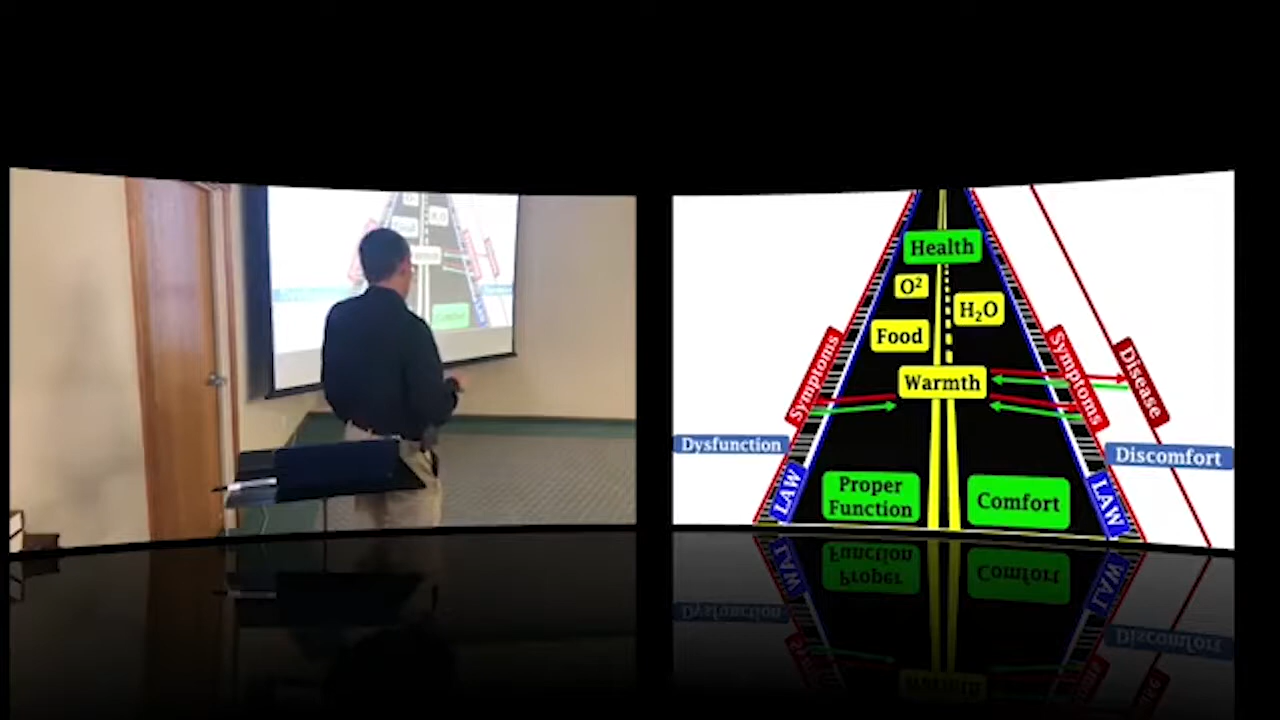 Health
O²
H₂O
Food
Warmth
Symptoms
Symptoms
Disease
Dysfunction
Discomfort
LAW
LAW
Proper
Function
Comfort